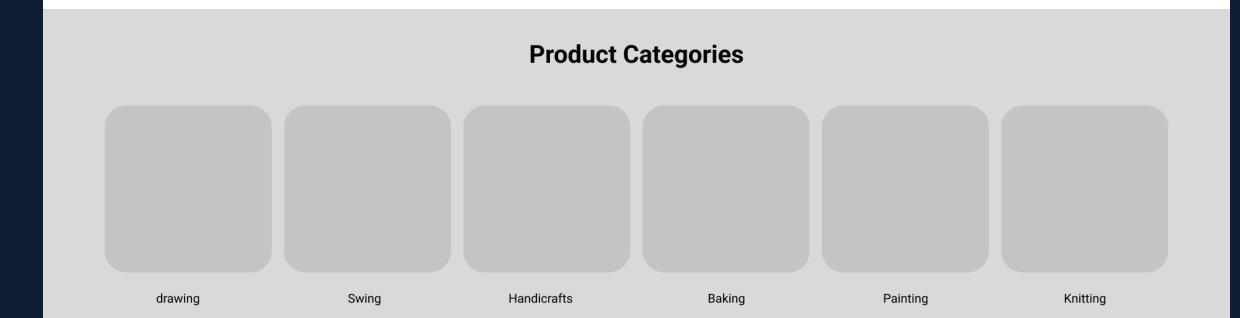 Product Categories
drawing
Swing
Handicrafts
Baking
Painting
Knitting